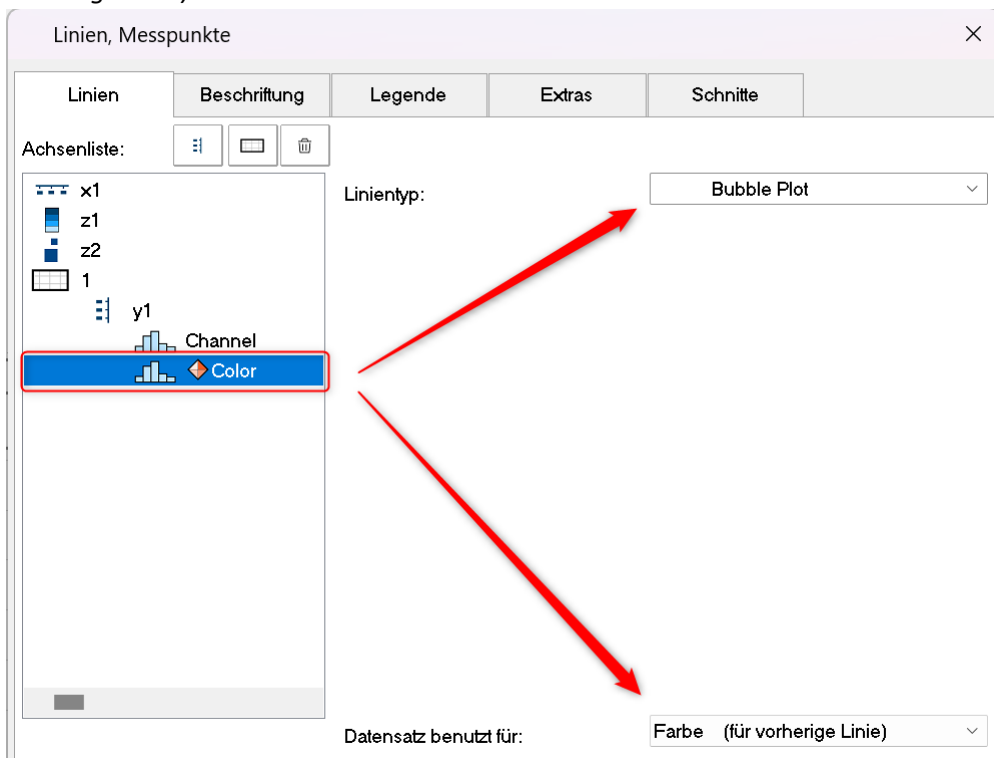 Linien, Messpunkte
Linien Beschriftung Legende Extras Schnitte
Achsenliste:
x1
z1
z2
1
y1
Channel
Color
Linientyp: Bubble Plot
Datensatz benutzt für: Farbe (für vorherige Linie)